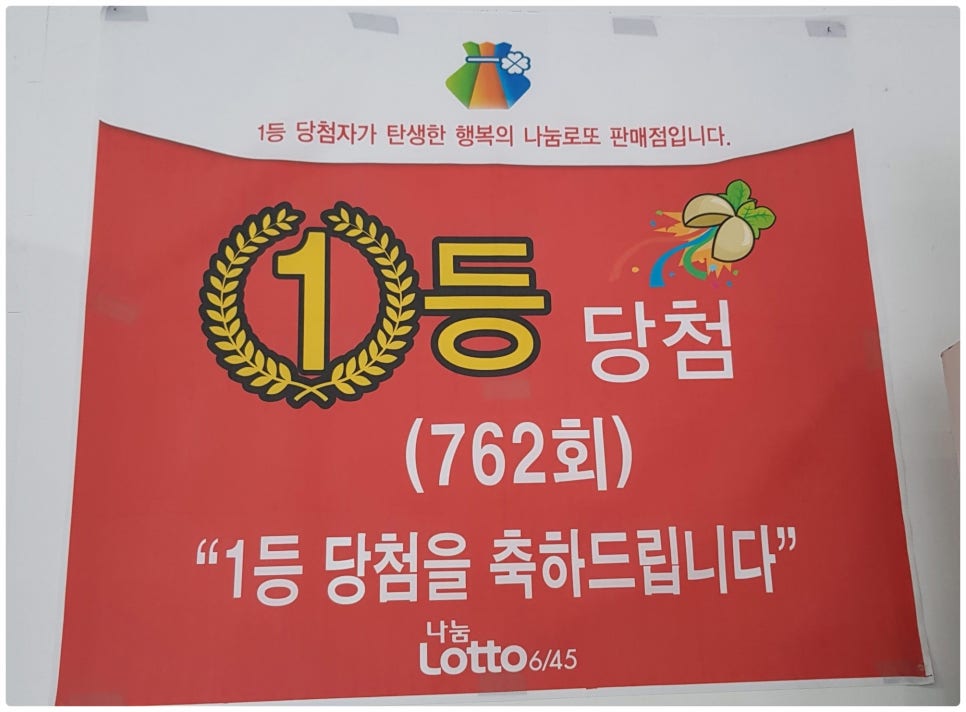 1등 당첨자가 탄생한 행복의 나눔로또 판매점입니다.
1등 당첨
(762회)
“1등 당첨을 축하드립니다”
나눔
Lotto 6/45